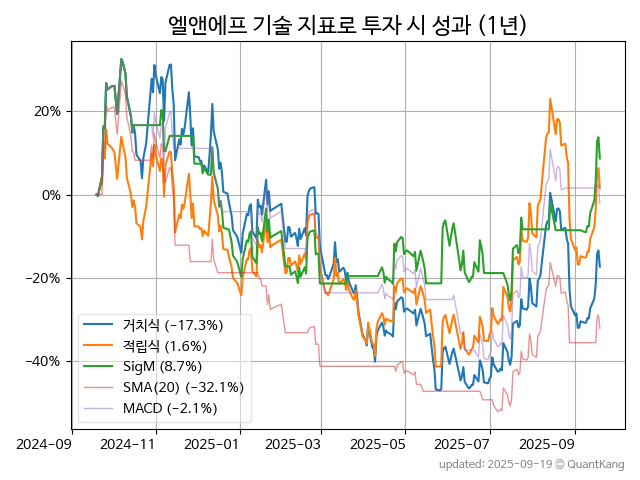 엘앤에프 기술 지표로 투자 시 성과 (1년)
20%
0%
−20%
−40%
거치식 (−17.3%)
적립식 (1.6%)
SigM (8.7%)
SMA(20) (−32.1%)
MACD (−2.1%)
2024-09 2024-11 2025-01 2025-03 2025-05 2025-07 2025-09
updated: 2025-09-19 ⓒ QuantKang